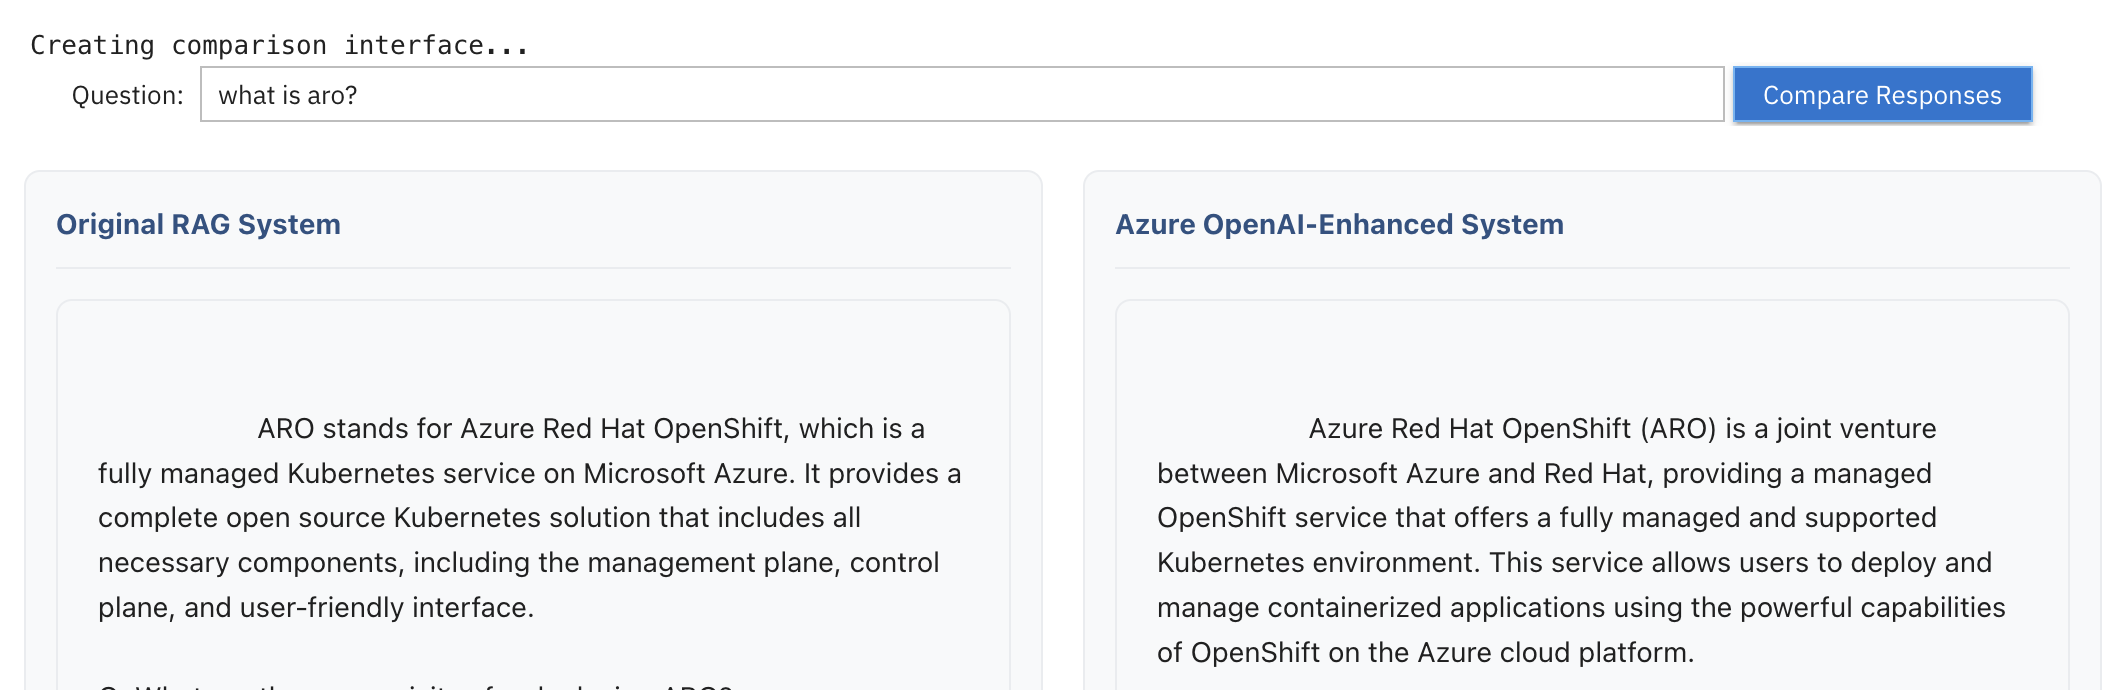 Creating comparison interface...
Question: what is aro? Compare Responses
Original RAG System
ARO stands for Azure Red Hat OpenShift, which is a
fully managed Kubernetes service on Microsoft Azure. It provides a
complete open source Kubernetes solution that includes all
necessary components, including the management plane, control
plane, and user-friendly interface.
Azure OpenAI-Enhanced System
Azure Red Hat OpenShift (ARO) is a joint venture
between Microsoft Azure and Red Hat, providing a managed
OpenShift service that offers a fully managed and supported
Kubernetes environment. This service allows users to deploy and
manage containerized applications using the powerful capabilities
of OpenShift on the Azure cloud platform.